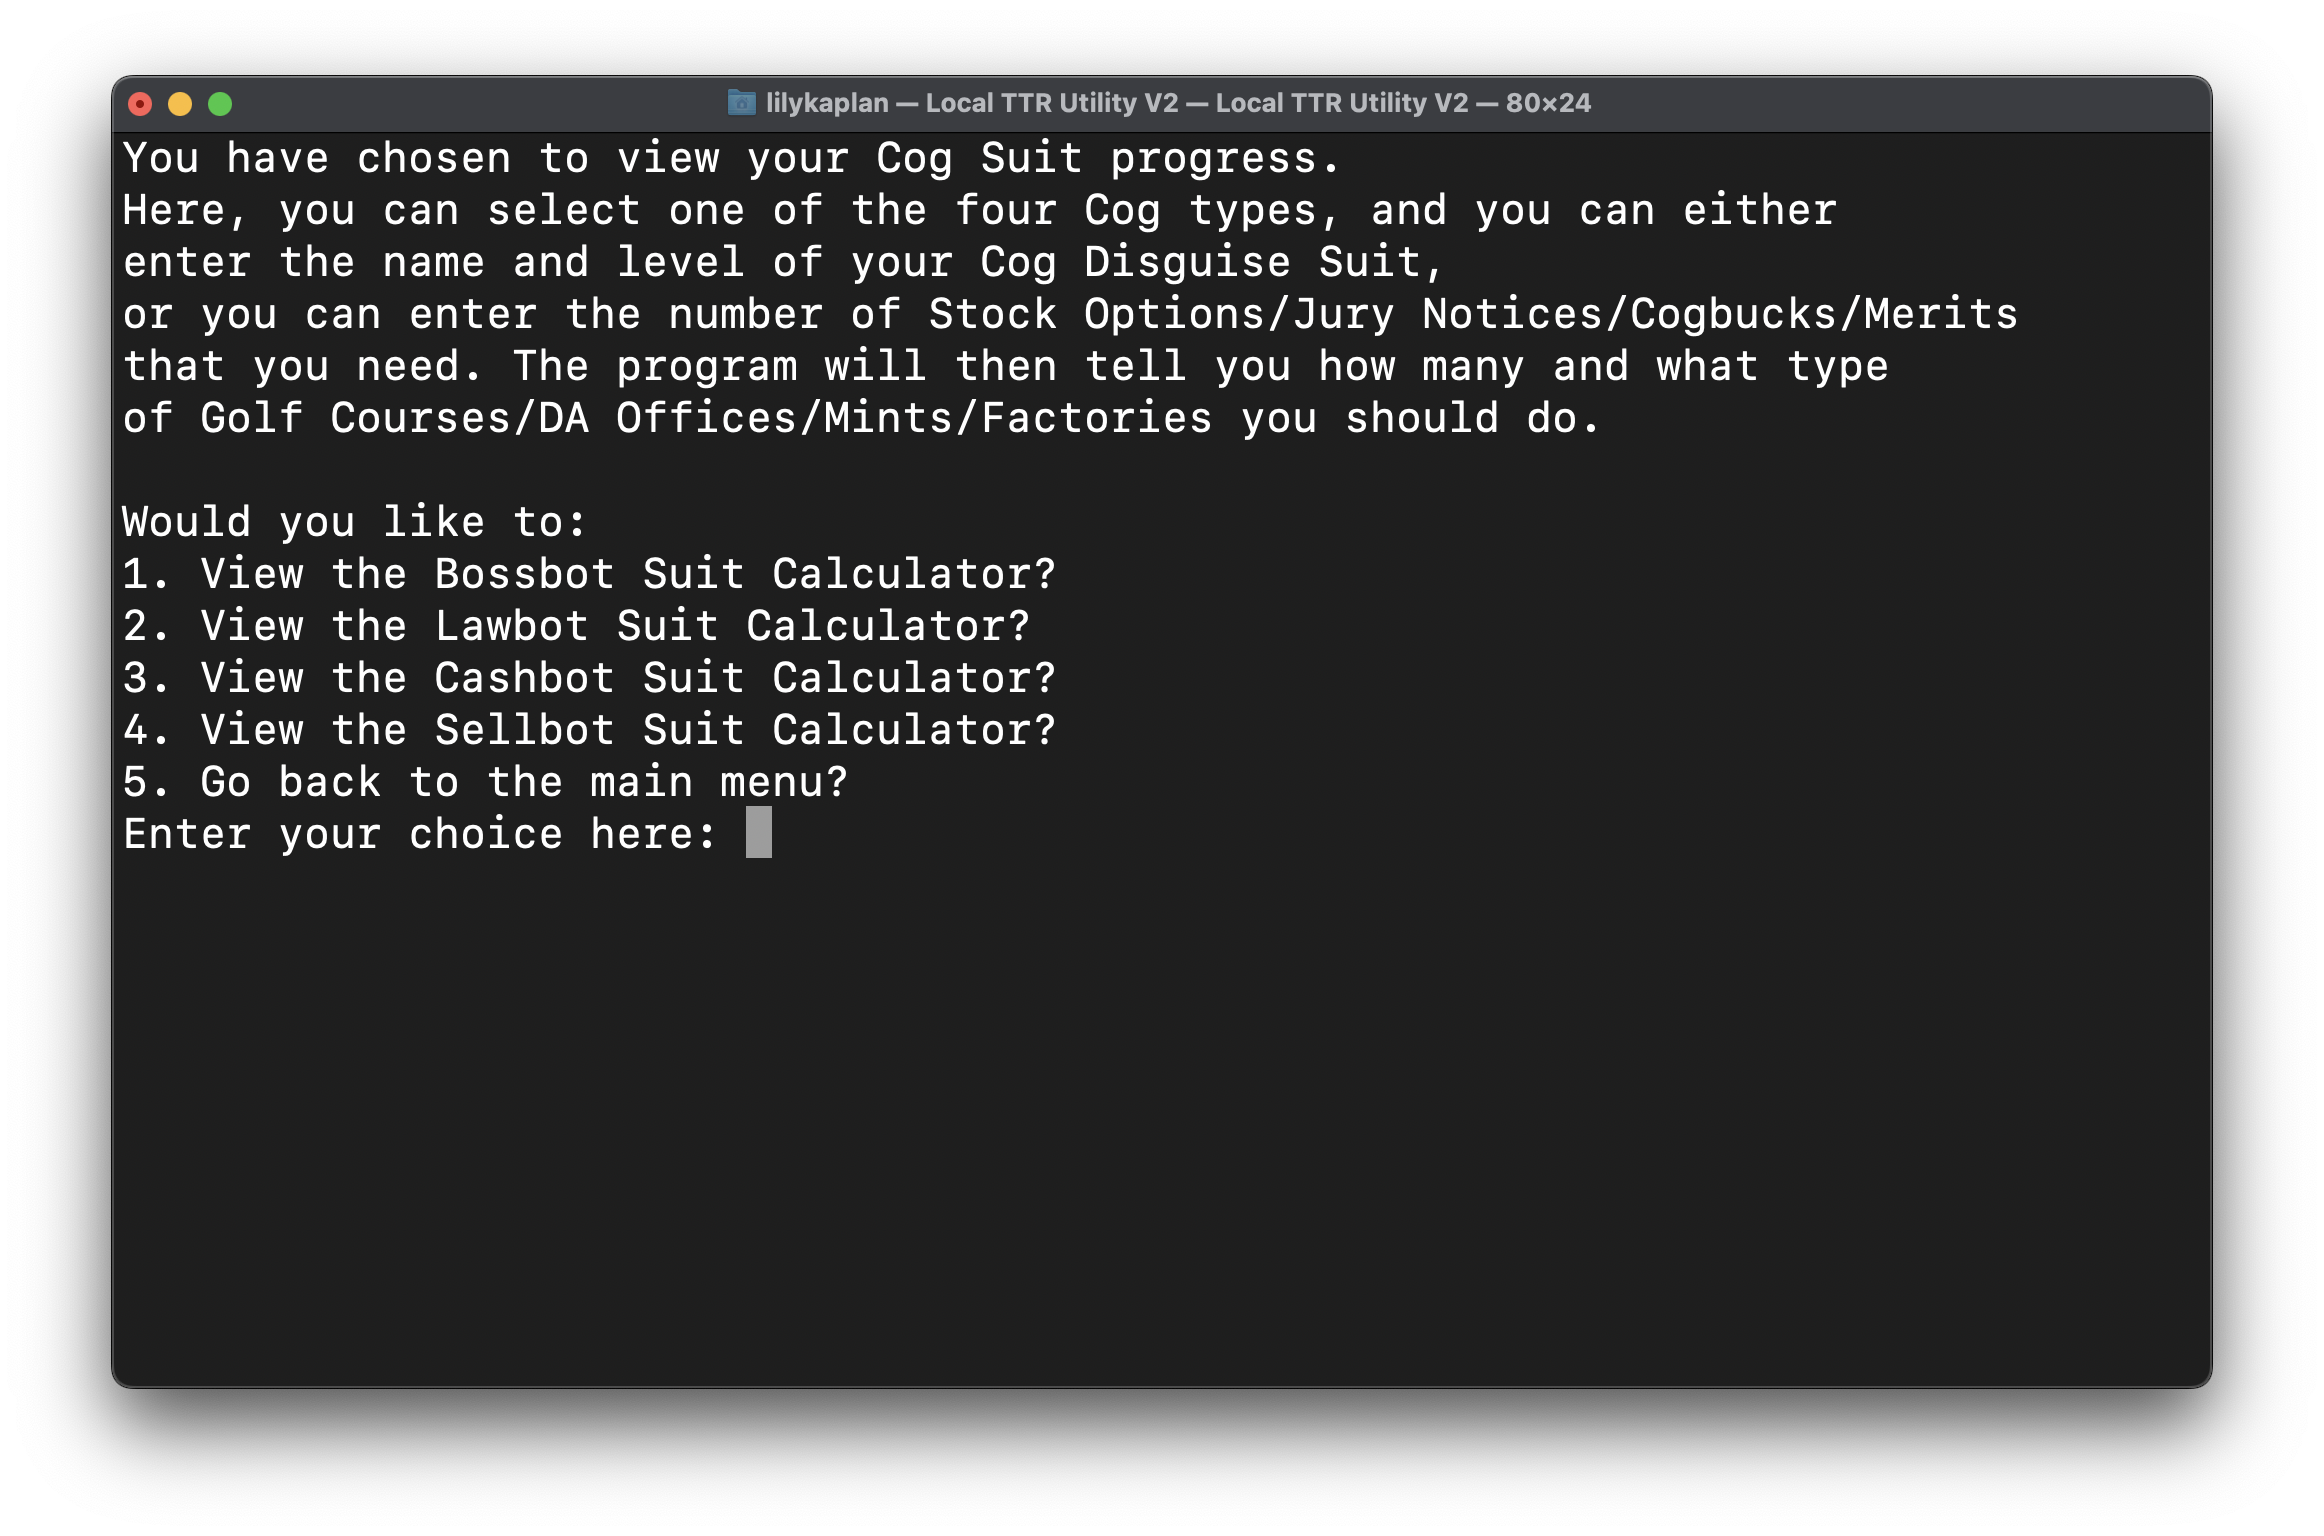 lilykaplan — Local TTR Utility V2 — Local TTR Utility V2 — 80×24
You have chosen to view your Cog Suit progress.
Here, you can select one of the four Cog types, and you can either
enter the name and level of your Cog Disguise Suit,
or you can enter the number of Stock Options/Jury Notices/Cogbucks/Merits
that you need. The program will then tell you how many and what type
of Golf Courses/DA Offices/Mints/Factories you should do.

Would you like to:
1. View the Bossbot Suit Calculator?
2. View the Lawbot Suit Calculator?
3. View the Cashbot Suit Calculator?
4. View the Sellbot Suit Calculator?
5. Go back to the main menu?
Enter your choice here: